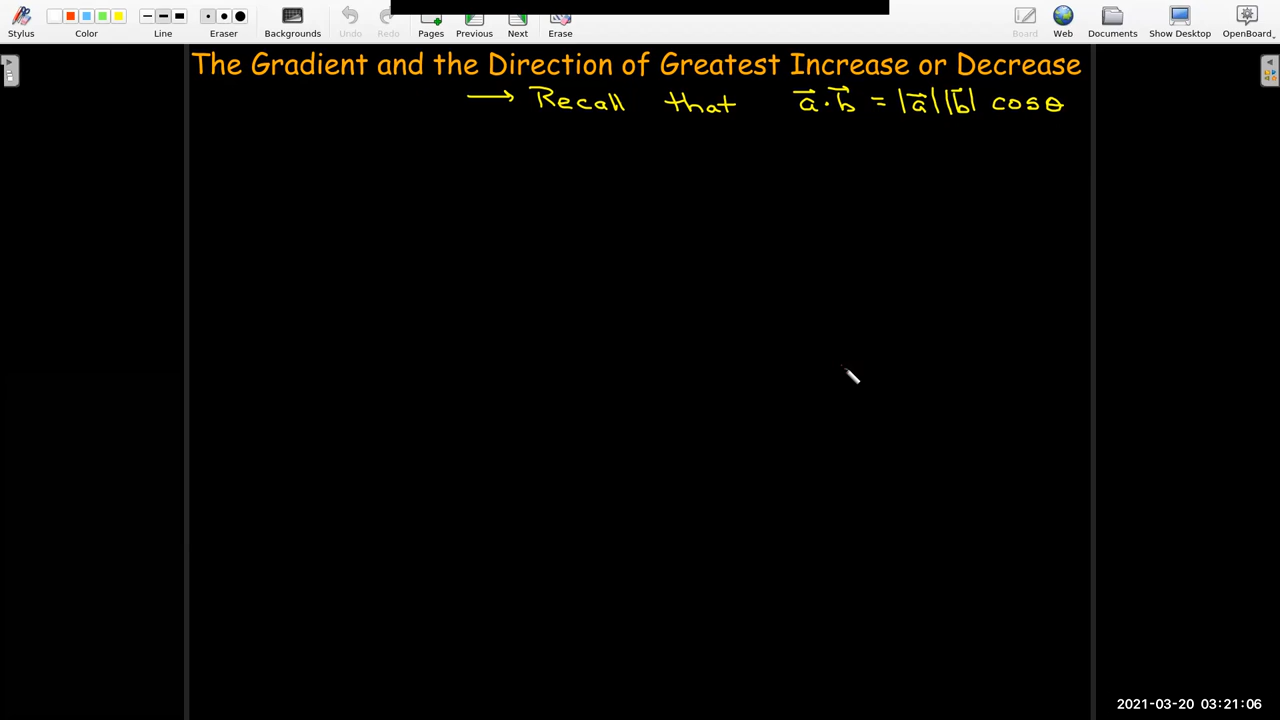 Stylus Color Line Eraser Backgrounds Undo Redo Pages Previous Next Erase Board Web Documents Show Desktop OpenBoard
The Gradient and the Direction of Greatest Increase or Decrease
→ Recall that a⃗·b⃗ = |a⃗||b⃗| cosθ
2021-03-20 03:21:06